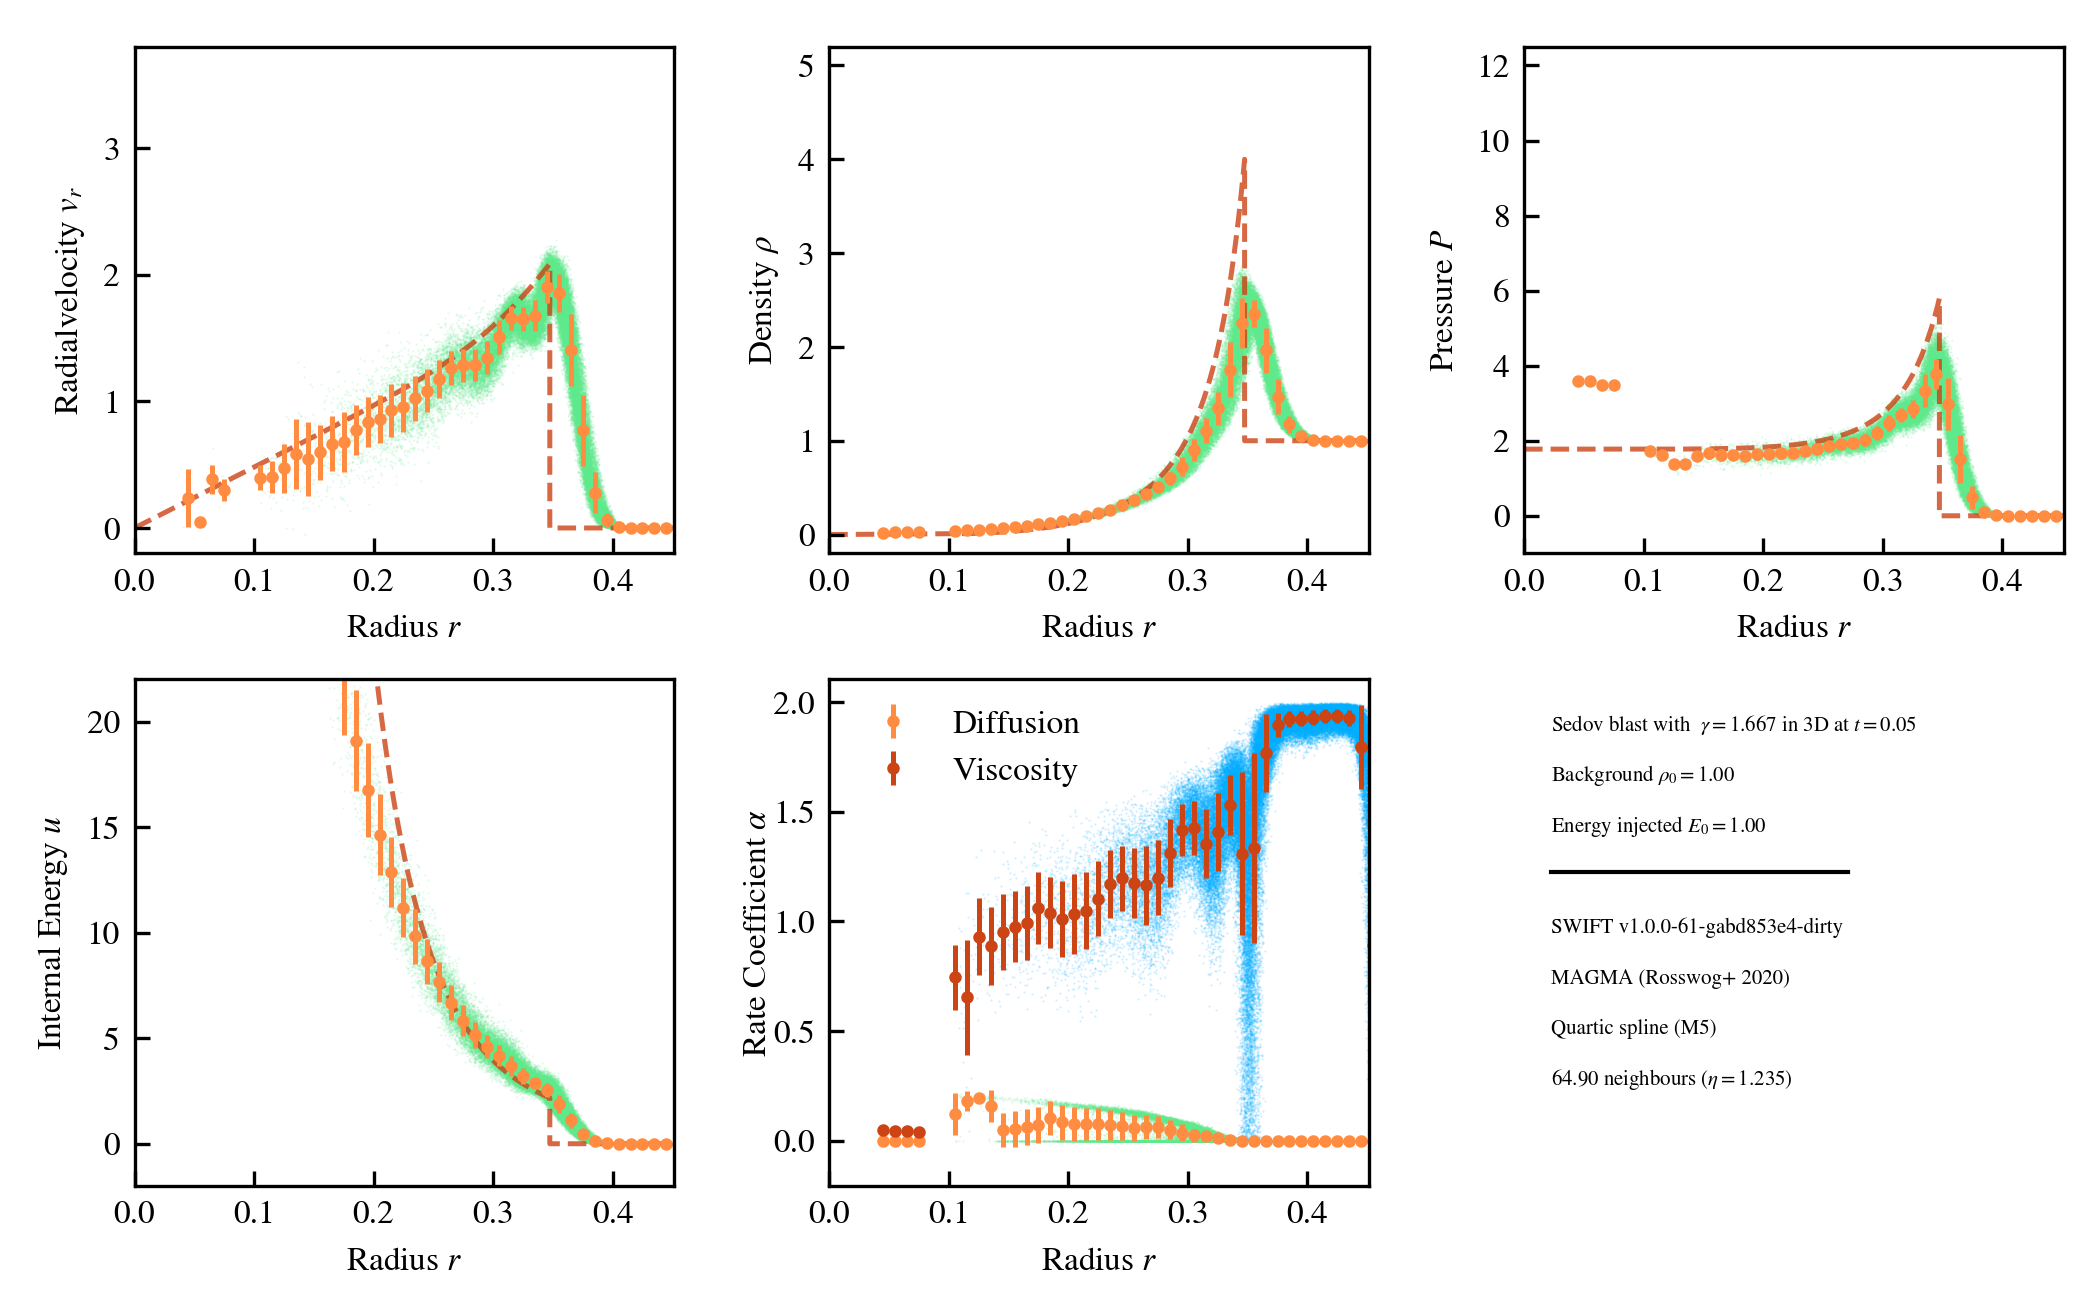 3
2
1
0
Radialvelocity v_r
0.0 0.1 0.2 0.3 0.4
Radius r
5
4
3
2
1
0
Density ρ
0.0 0.1 0.2 0.3 0.4
Radius r
12
10
8
6
4
2
0
Pressure P
0.0 0.1 0.2 0.3 0.4
Radius r
20
15
10
5
0
Internal Energy u
0.0 0.1 0.2 0.3 0.4
Radius r
2.0
1.5
1.0
0.5
0.0
Rate Coefficient α
Diffusion
Viscosity
0.0 0.1 0.2 0.3 0.4
Radius r
Sedov blast with γ = 1.667 in 3D at t = 0.05
Background ρ₀ = 1.00
Energy injected E₀ = 1.00
SWIFT v1.0.0-61-gabd853e4-dirty
MAGMA (Rosswog+ 2020)
Quartic spline (M5)
64.90 neighbours (η = 1.235)